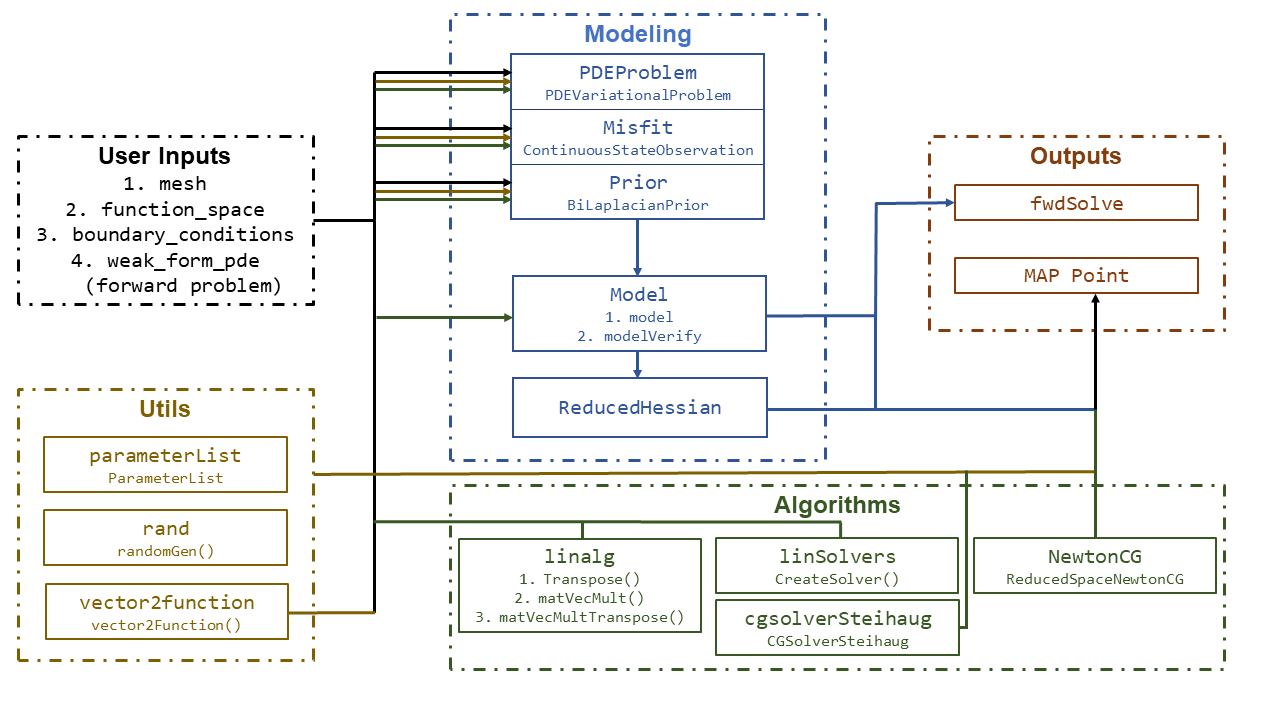 Modeling
PDEProblem
PDEVariationalProblem
Misfit
ContinuousStateObservation
Prior
BiLaplacianPrior
Model
1. model
2. modelVerify
ReducedHessian
User Inputs
1. mesh
2. function_space
3. boundary_conditions
4. weak_form_pde
(forward problem)
Outputs
fwdSolve
MAP Point
Utils
parameterList
ParameterList
rand
randomGen()
vector2function
vector2Function()
Algorithms
linalg
1. Transpose()
2. matVecMult()
3. matVecMultTranspose()
linSolvers
CreateSolver()
cgsolverSteihaug
CGSolverSteihaug
NewtonCG
ReducedSpaceNewtonCG